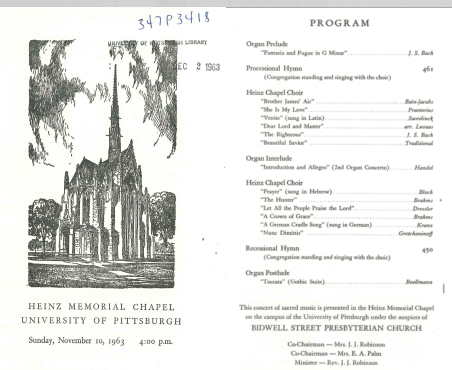 347P3418
UNIVERSITY OF PITTSBURGH LIBRARY
DEC 2 1963
HEINZ MEMORIAL CHAPEL
UNIVERSITY OF PITTSBURGH
Sunday, November 10, 1963 4:00 p.m.
PROGRAM
Organ Prelude
"Fantasia and Fugue in G Minor" J. S. Bach
Processional Hymn 461
(Congregation standing and singing with the choir)
Heinz Chapel Choir
"Brother James' Air" Bain-Jacobs
"She Is My Love" Praetorius
"Venite" (sung in Latin) Sweelinck
"Dear Lord and Master" arr.
"The Righteous" J. S. Bach
"Beautiful Savior" Traditional
Organ Interlude
"Introduction and Allegro" (2nd Organ Concerto) Handel
Heinz Chapel Choir
"Prayer" (sung in Hebrew) Bloch
"The Hunter" Brahms
"Let All the People Praise the Lord" Dressler
"A Crown of Grace" Brahms
"A German Cradle Song" (sung in German) Kranz
"Nunc Dimittis" Gretchaninoff
Recessional Hymn 450
(Congregation standing and singing with the choir)
Organ Postlude
"Toccata" (Gothic Suite) Boellmann
This concert of sacred music is presented in the Heinz Memorial Chapel
on the campus of the University of Pittsburgh under the auspices of
BIDWELL STREET PRESBYTERIAN CHURCH
Co-Chairman — Mrs. J. J. Robinson
Co-Chairman — Mrs. E. A. Palm
Minister — Rev. J. J. Robinson